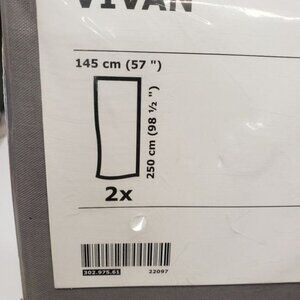 VIVAN
145 cm (57 ")
250 cm (98 ½ ")
2x
302.975.61
22097